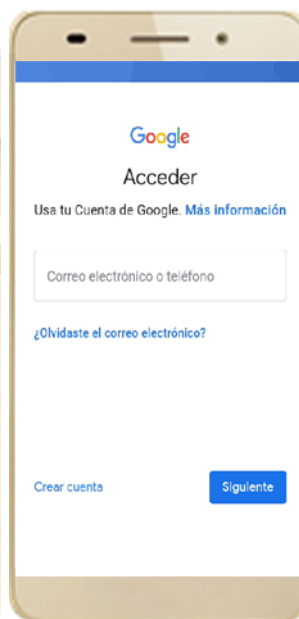 Google
Acceder
Usa tu Cuenta de Google. Más información
Correo electrónico o teléfono
¿Olvidaste el correo electrónico?
Crear cuenta
Siguiente